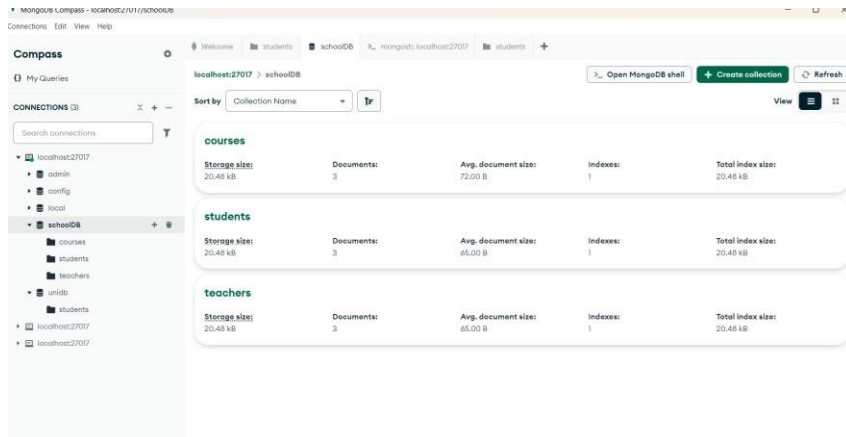 MongoDB Compass - localhost:27017/schoolDB
Connections Edit View Help
Compass
Welcome students schoolDB >_ mongosh: localhost:27017 students +
{} My Queries
localhost:27017 > schoolDB
>_ Open MongoDB shell + Create collection Refresh
CONNECTIONS (3)
Sort by Collection Name
View
Search connections
localhost:27017
admin
config
local
schoolDB
courses
students
teachers
unidb
students
localhost:27017
localhost:27017
courses
Storage size: Documents: Avg. document size: Indexes: Total index size:
20.48 kB 3 72.00 B 1 20.48 kB
students
Storage size: Documents: Avg. document size: Indexes: Total index size:
20.48 kB 3 65.00 B 1 20.48 kB
teachers
Storage size: Documents: Avg. document size: Indexes: Total index size:
20.48 kB 3 65.00 B 1 20.48 kB